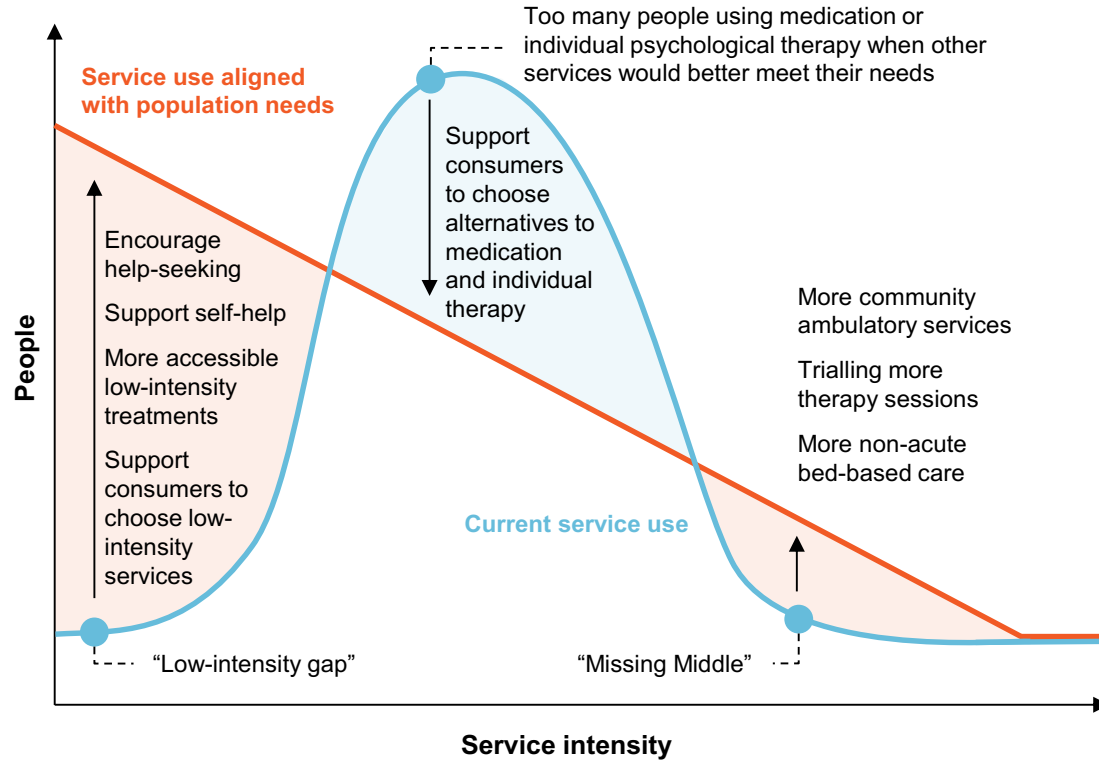 Too many people using medication or
individual psychological therapy when other
services would better meet their needs
Service use aligned
with population needs
Support
consumers
to choose
alternatives to
medication
and individual
therapy
Encourage
help-seeking
Support self-help
More accessible
low-intensity
treatments
Support
consumers to
choose low-
intensity
services
More community
ambulatory services
Trialling more
therapy sessions
More non-acute
bed-based care
People
Current service use
“Low-intensity gap”
“Missing Middle”
Service intensity